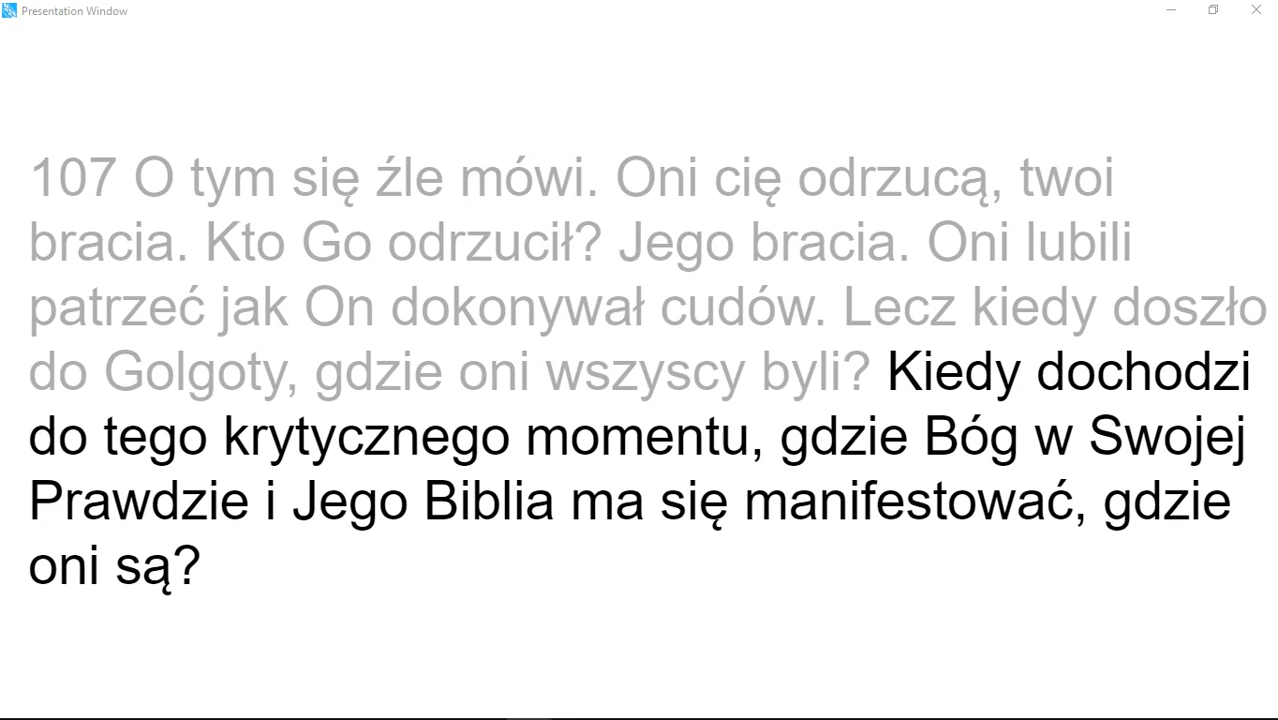 Presentation Window
107 O tym się źle mówi. Oni cię odrzucą, twoi
bracia. Kto Go odrzucił? Jego bracia. Oni lubili
patrzeć jak On dokonywał cudów. Lecz kiedy doszło
do Golgoty, gdzie oni wszyscy byli? Kiedy dochodzi
do tego krytycznego momentu, gdzie Bóg w Swojej
Prawdzie i Jego Biblia ma się manifestować, gdzie
oni są?